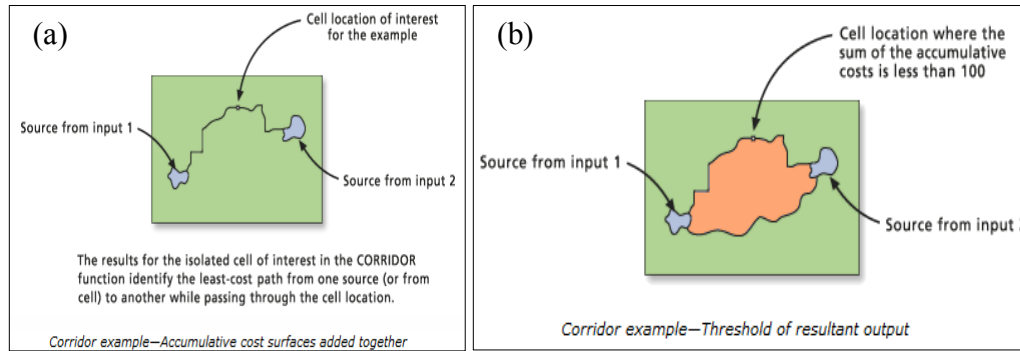 (a)
Cell location of interest
for the example
Source from input 1
Source from input 2
The results for the isolated cell of interest in the CORRIDOR
function identify the least-cost path from one source (or from
cell) to another while passing through the cell location.
Corridor example—Accumulative cost surfaces added together
(b)
Cell location where the
sum of the accumulative
costs is less than 100
Source from input 1
Source from input
Corridor example—Threshold of resultant output